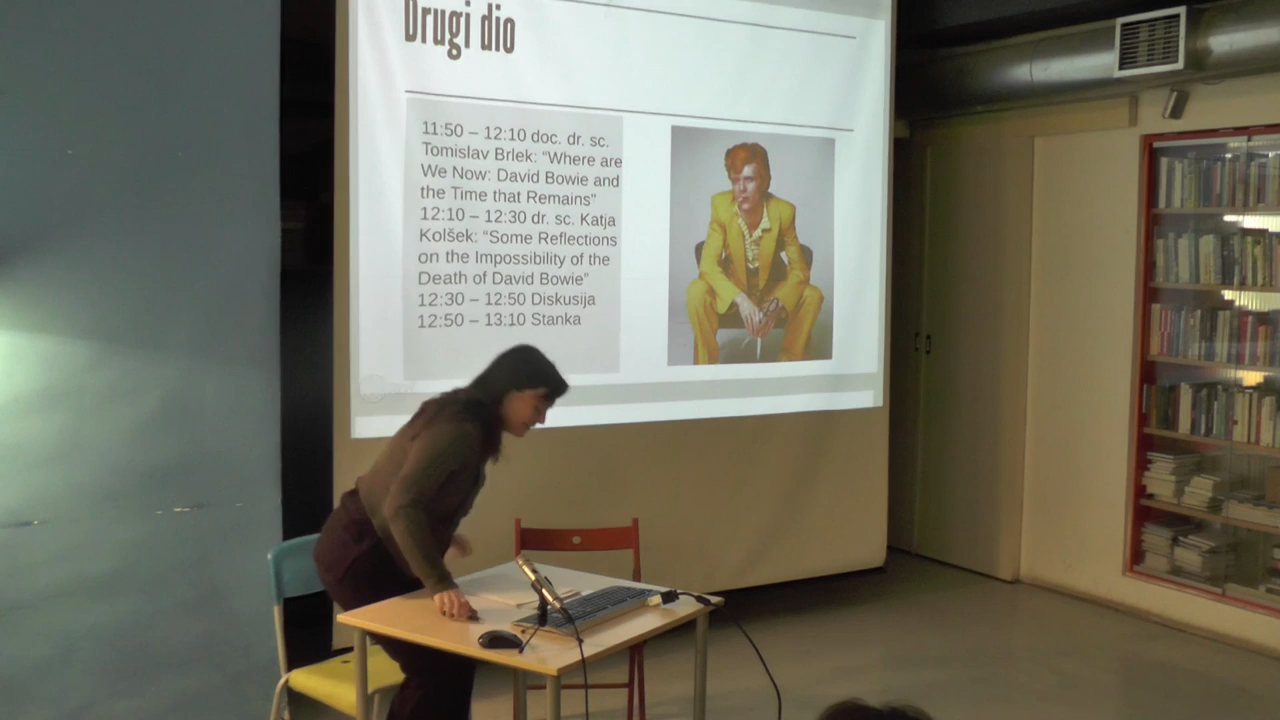 Drugi dio
11:50 – 12:10 doc. dr. sc.
Tomislav Brlek: “Where are
We Now: David Bowie and
the Time that Remains”
12:10 – 12:30 dr. sc. Katja
Kolšek: “Some Reflections
on the Impossibility of the
Death of David Bowie”
12:30 – 12:50 Diskusija
12:50 – 13:10 Stanka